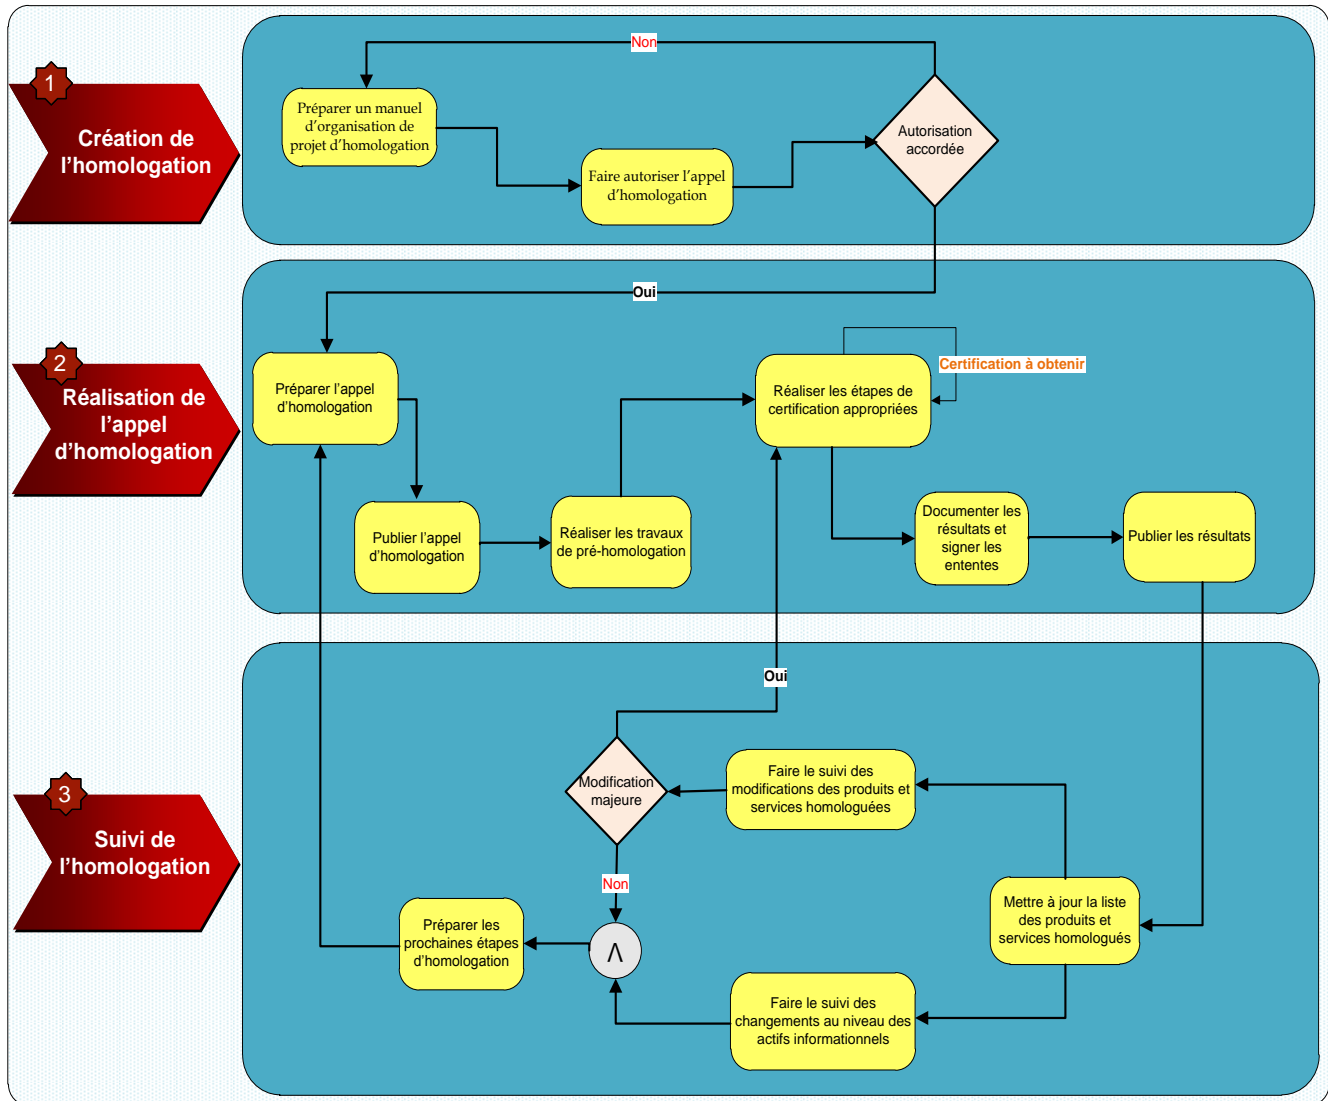 1
Création de
l'homologation
Non
Préparer un manuel
d'organisation de
projet d'homologation
Faire autoriser l'appel
d'homologation
Autorisation
accordée
2
Réalisation de
l'appel
d'homologation
Oui
Préparer l'appel
d'homologation
Publier l'appel
d'homologation
Réaliser les travaux
de pré-homologation
Réaliser les étapes de
certification appropriées
Certification à obtenir
Documenter les
résultats et
signer les
ententes
Publier les résultats
3
Suivi de
l'homologation
Oui
Modification
majeure
Faire le suivi des
modifications des produits et
services homologuées
Non
Mettre à jour la liste
des produits et
services homologués
Préparer les
prochaines étapes
d'homologation
Λ
Faire le suivi des
changements au niveau des
actifs informationnels